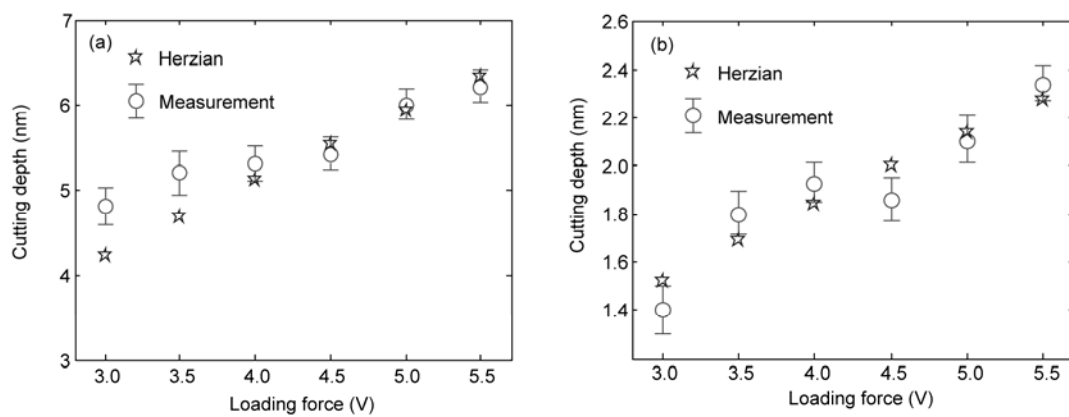 (a)
Herzian
Measurement
7
6
5
4
3
Cutting depth (nm)
3.0 3.5 4.0 4.5 5.0 5.5
Loading force (V)
(b)
Herzian
Measurement
2.6
2.4
2.2
2.0
1.8
1.6
1.4
Cutting depth (nm)
3.0 3.5 4.0 4.5 5.0 5.5
Loading force (V)